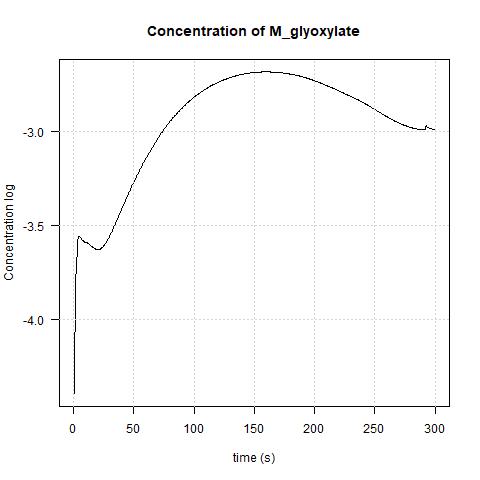 Concentration of M_glyoxylate
Concentration log
-3.0
-3.5
-4.0
0 50 100 150 200 250 300
time (s)